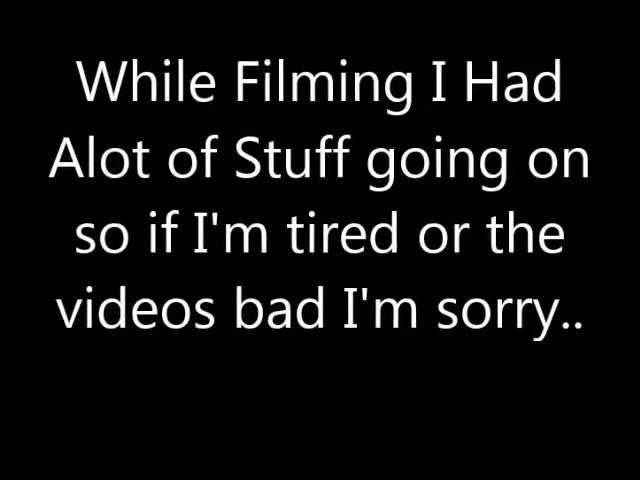 While Filming I Had
Alot of Stuff going on
so if I'm tired or the
videos bad I'm sorry..